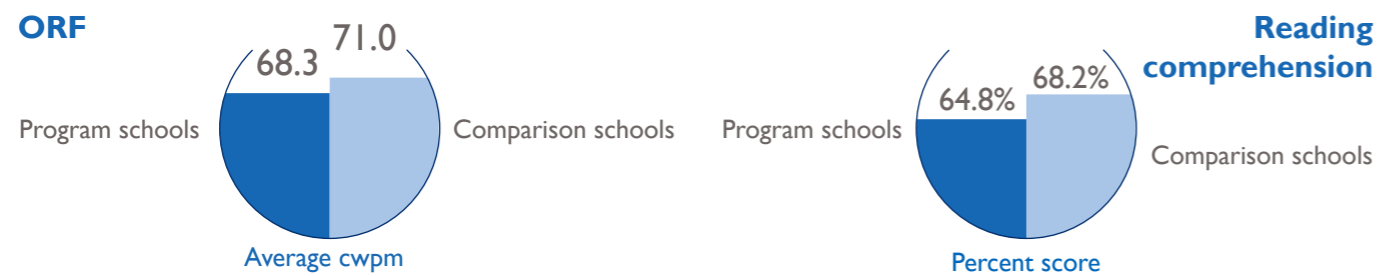 ORF
68.3
71.0
Program schools
Comparison schools
Average cwpm
Reading
comprehension
64.8%
68.2%
Program schools
Comparison schools
Percent score